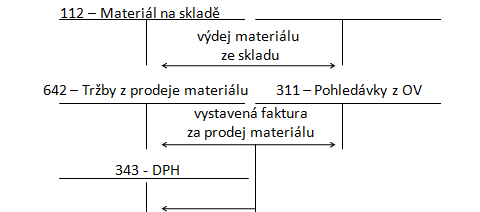 112 – Materiál na skladě
výdej materiálu
ze skladu
642 – Tržby z prodeje materiálu
311 – Pohledávky z OV
vystavená faktura
za prodej materiálu
343 - DPH